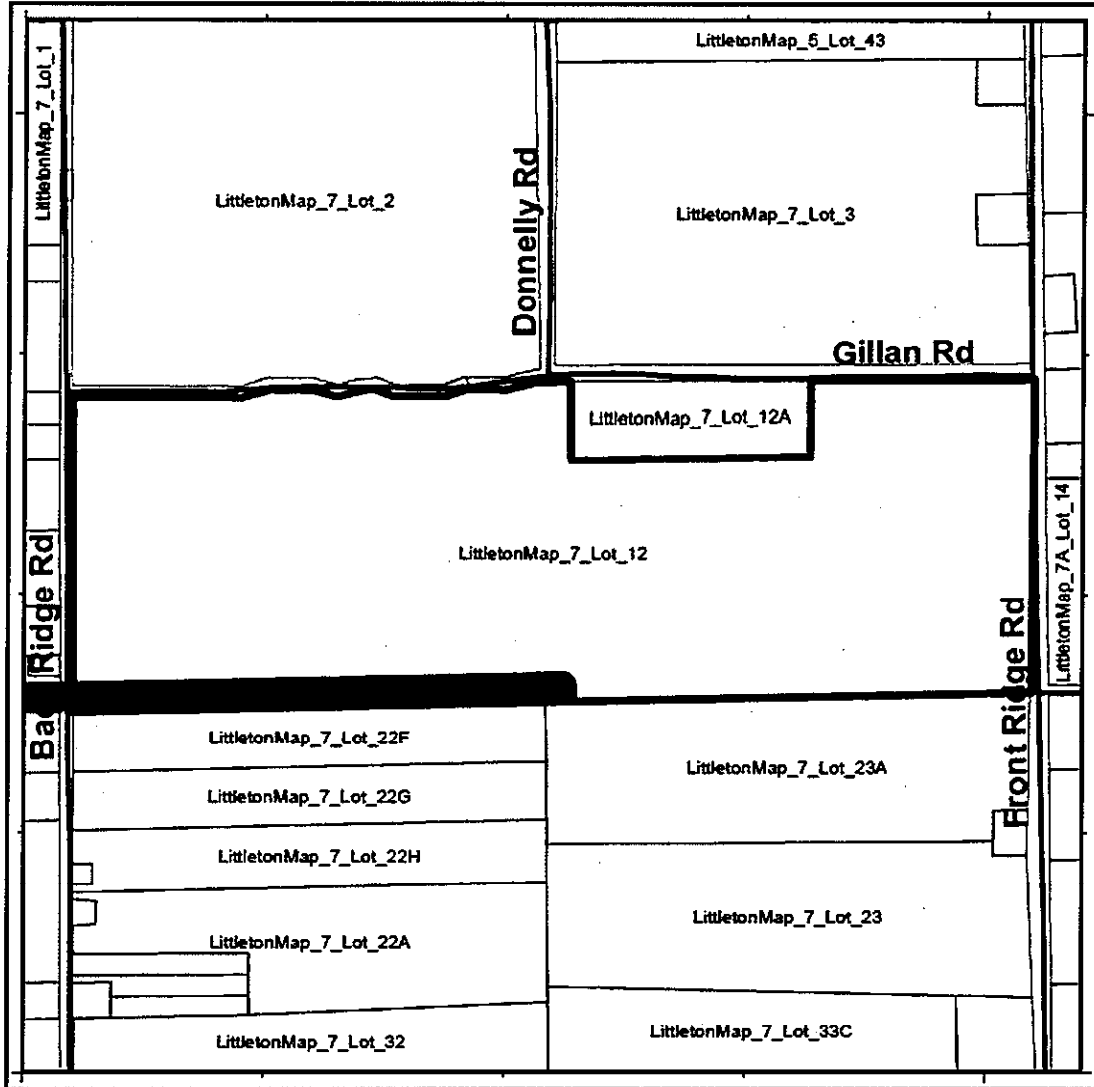 LittletonMap_5_Lot_43
LittletonMap_7_Lot_1
LittletonMap_7_Lot_2
Donnelly Rd
LittletonMap_7_Lot_3
Gillan Rd
LittletonMap_7_Lot_12A
LittletonMap_7_Lot_12
LittletonMap_7A_Lot_14
Ba Ridge Rd
Front Ridge Rd
LittletonMap_7_Lot_22F
LittletonMap_7_Lot_23A
LittletonMap_7_Lot_22G
LittletonMap_7_Lot_22H
LittletonMap_7_Lot_23
LittletonMap_7_Lot_22A
LittletonMap_7_Lot_33C
LittletonMap_7_Lot_32